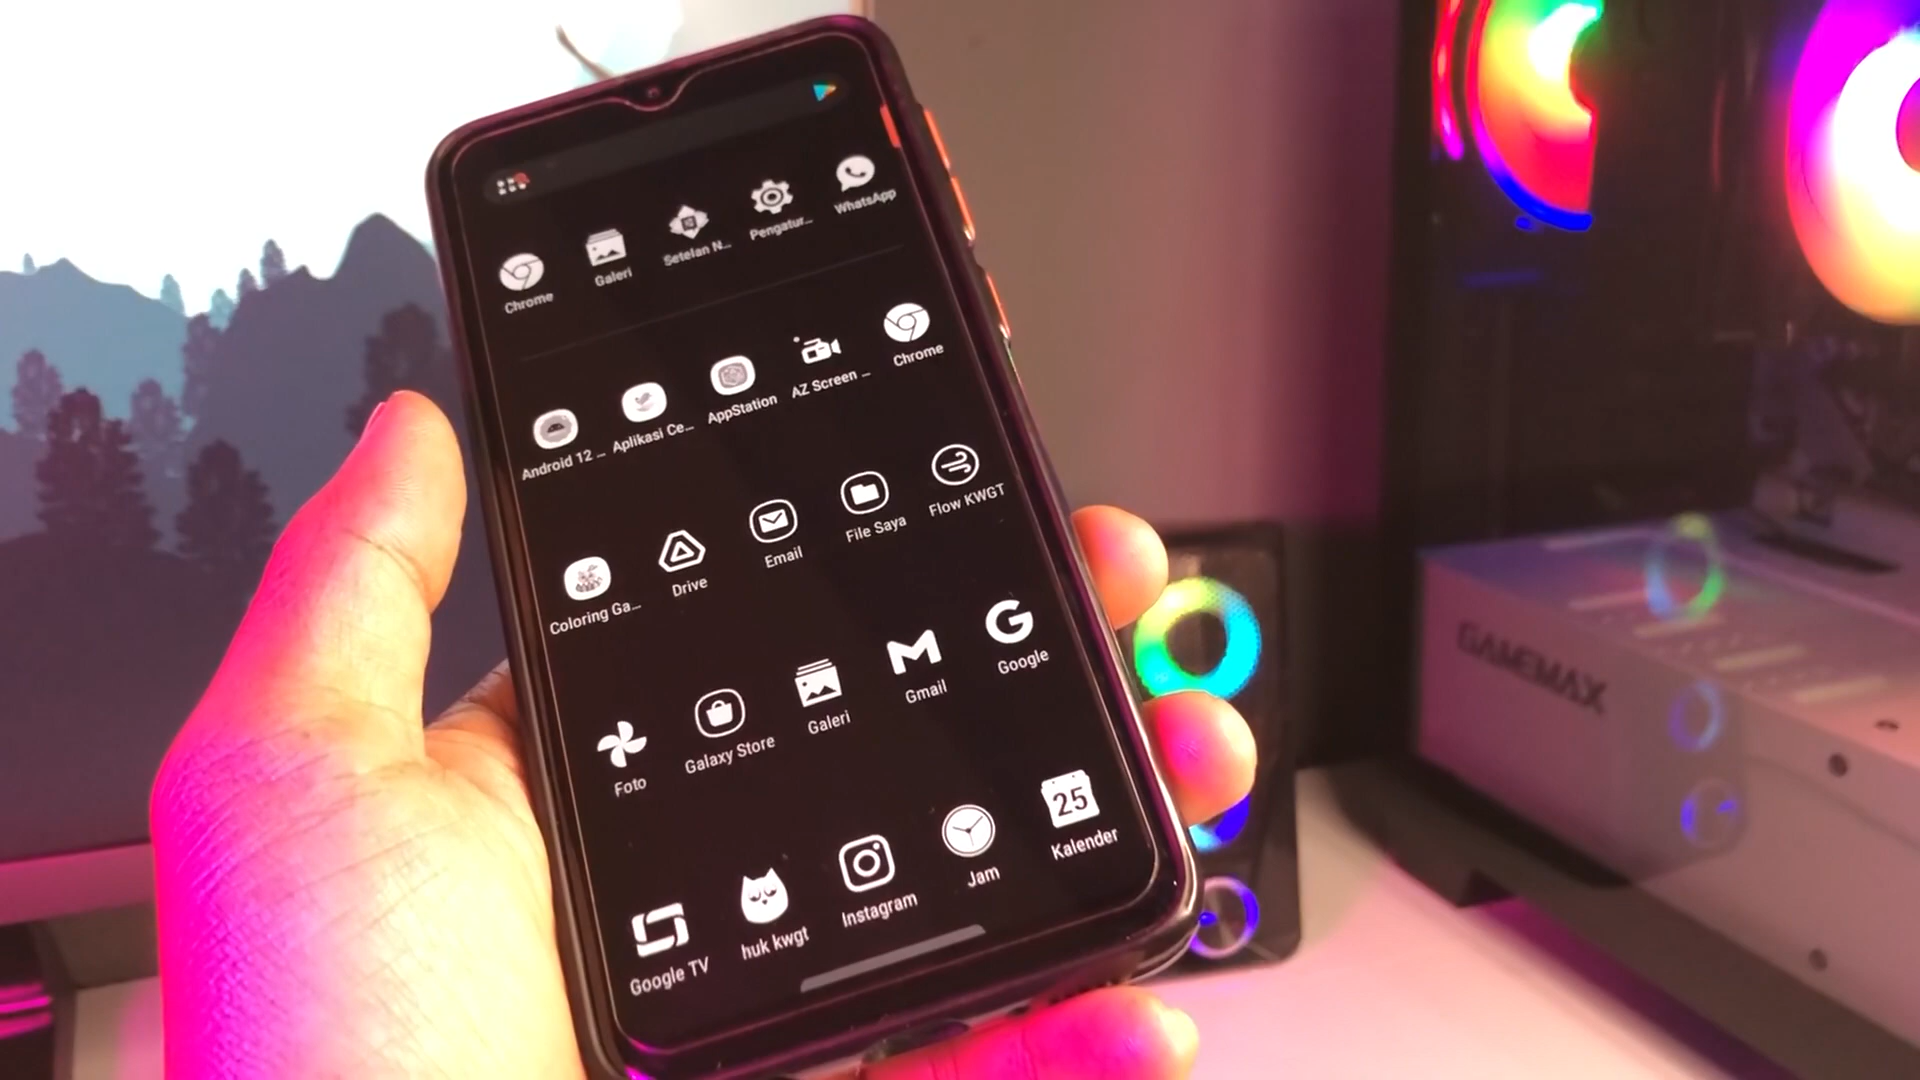 Chrome
Galeri
Setelan N...
Pengatur...
WhatsApp
Android 12 ...
Aplikasi Ce...
AppStation
AZ Screen ...
Chrome
Coloring Ga...
Drive
Email
File Saya
Flow KWGT
Foto
Galaxy Store
Galeri
Gmail
Google
Google TV
huk kwgt
Instagram
Jam
25
Kalender
GAMEMAX